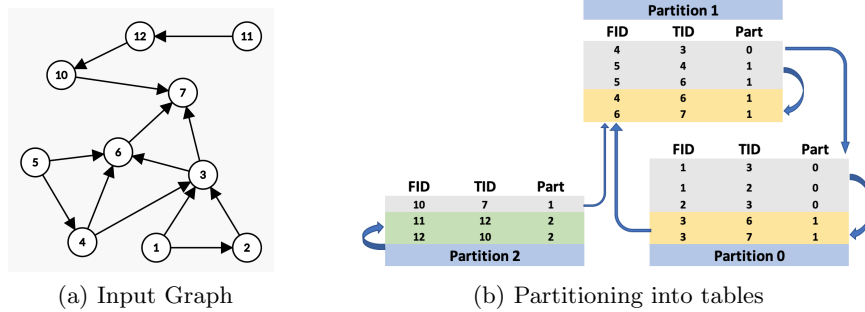 12
11
10
7
6
5
3
4
1
2
(a) Input Graph
Partition 1
FID TID Part
4 3 0
5 4 1
5 6 1
4 6 1
6 7 1
FID TID Part
1 3 0
1 2 0
2 3 0
3 6 1
3 7 1
Partition 0
FID TID Part
10 7 1
11 12 2
12 10 2
Partition 2
(b) Partitioning into tables